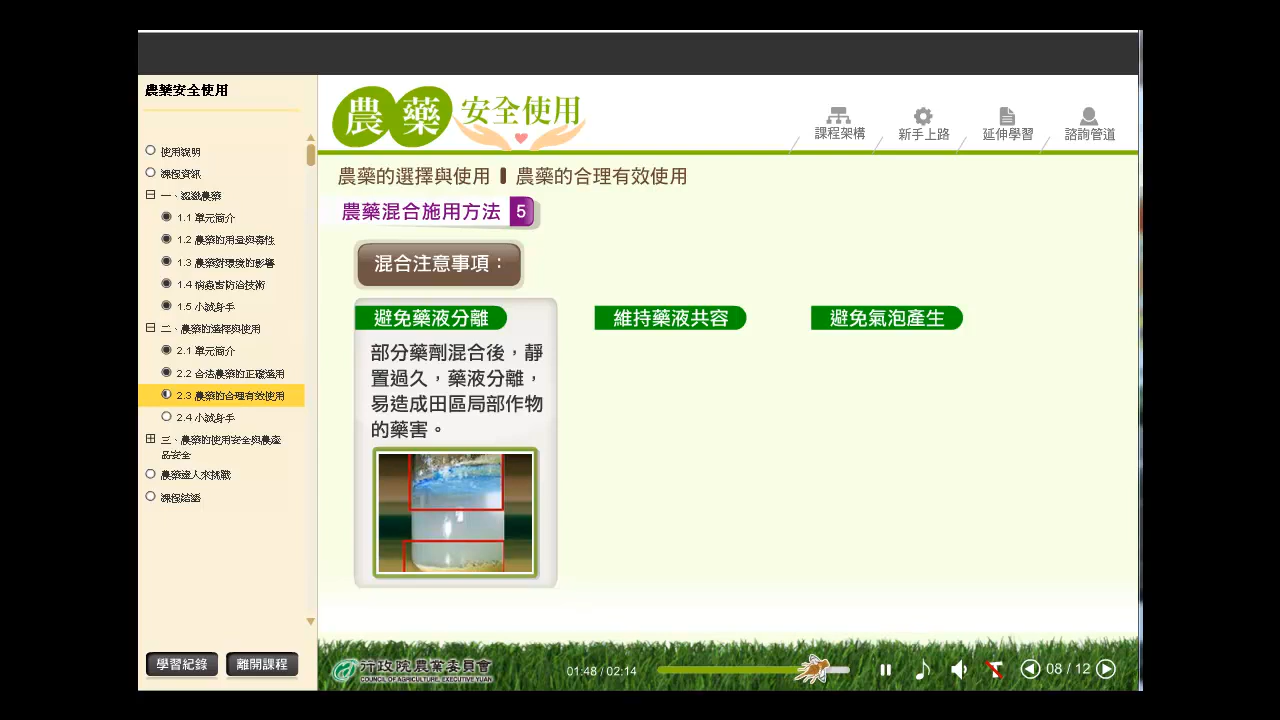 農藥安全使用
使用說明
課程資訊
一、認識農藥
1.1 單元簡介
1.2 農藥的用量與毒性
1.3 農藥對環境的影響
1.4 病蟲害防治技術
1.5 小試身手
二、農藥的選擇與使用
2.1 單元簡介
2.2 合法農藥的正確選用
2.3 農藥的合理有效使用
2.4 小試身手
三、農藥的使用安全與農產
品安全
農藥達人來挑戰
課程結語
學習紀錄
離開課程
農藥 安全使用
課程架構
新手上路
延伸學習
諮詢管道
農藥的選擇與使用 農藥的合理有效使用
農藥混合施用方法 5
混合注意事項：
避免藥液分離
部分藥劑混合後，靜
置過久，藥液分離，
易造成田區局部作物
的藥害。
維持藥液共容
避免氣泡產生
行政院農業委員會
COUNCIL OF AGRICULTURE, EXECUTIVE YUAN
01:48 / 02:14
08 / 12